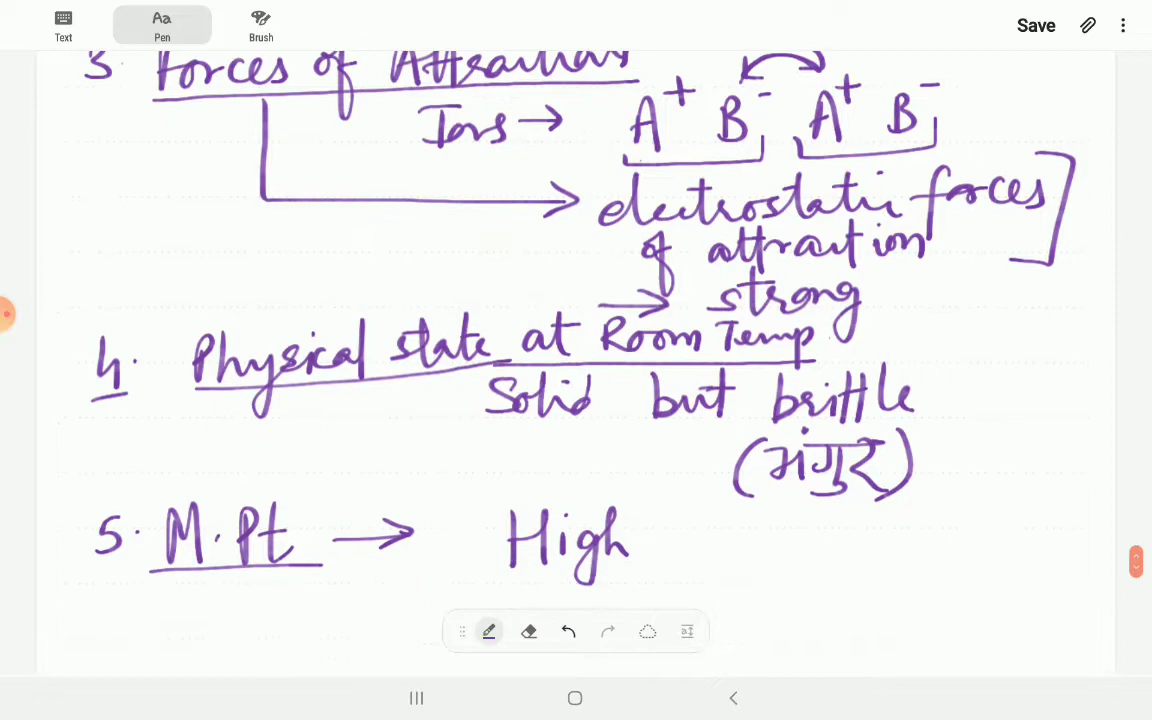 Save
Text
Pen
Brush
3. Forces of Attractions
Ions → A+ B- A+ B-
electrostatic forces
of attraction
→ strong
4. Physical state at Room Temp
Solid but brittle
(भंगुर)
5. M.Pt → High